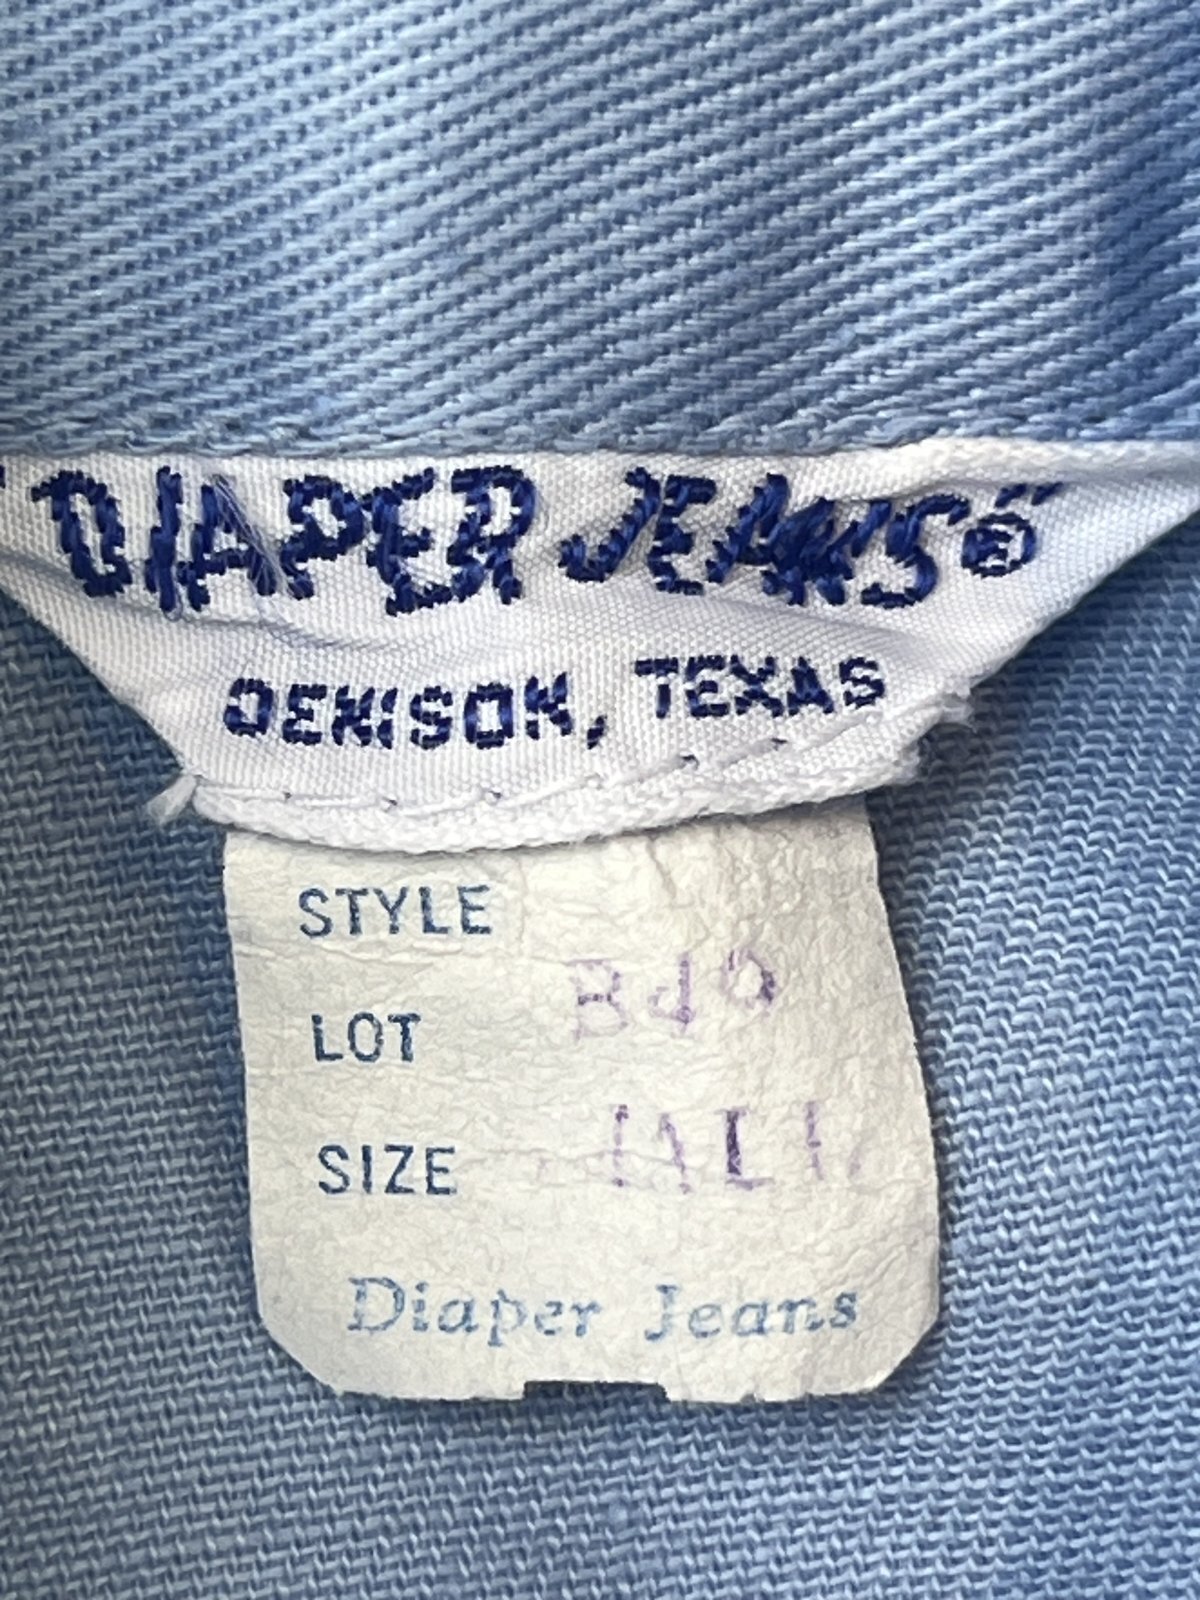 "DIAPER JEANS®"
DENISON, TEXAS
STYLE
LOT
SIZE
Diaper Jeans